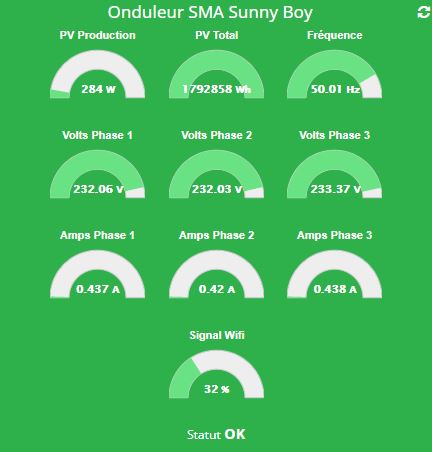 Onduleur SMA Sunny Boy
PV Production PV Total Fréquence
284 W 1792858 Wh 50.01 Hz
Volts Phase 1 Volts Phase 2 Volts Phase 3
232.06 V 232.03 V 233.37 V
Amps Phase 1 Amps Phase 2 Amps Phase 3
0.437 A 0.42 A 0.438 A
Signal Wifi
32 %
Statut OK